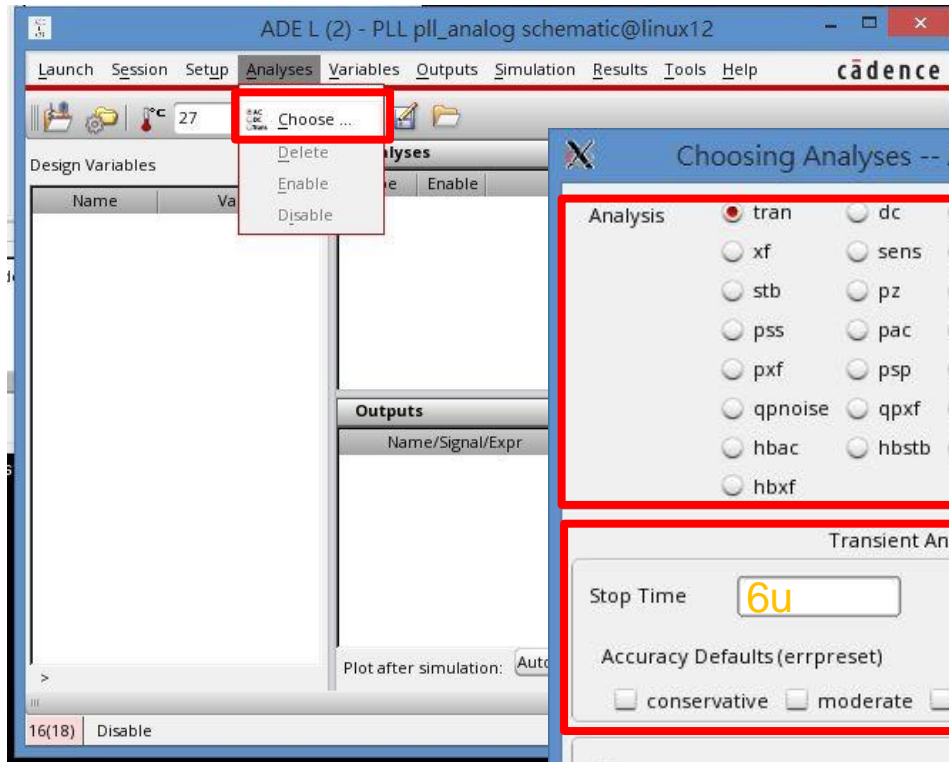 ADE L (2) - PLL pll_analog schematic@linux12
Launch Session Setup Analyses Variables Outputs Simulation Results Tools Help cādence
°C 27
Choose ...
Delete
Enable
Disable
Design Variables
Name
Enable
Outputs
Name/Signal/Expr
Plot after simulation:
>
16(18) Disable
Choosing Analyses --
Analysis tran dc
xf sens
stb pz
pss pac
pxf psp
qpnoise qpxf
hbac hbstb
hbxf
Transient An
Stop Time 6u
Accuracy Defaults (errpreset)
conservative moderate